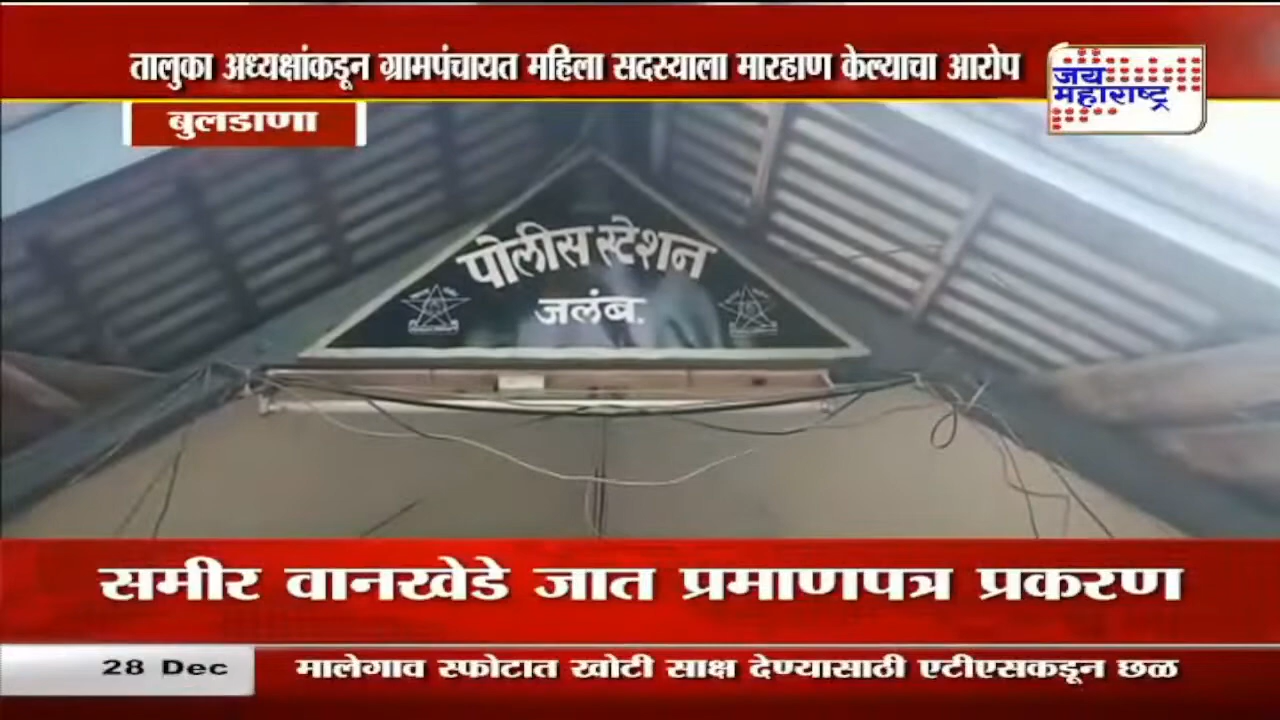 तालुका अध्यक्षांकडून ग्रामपंचायत महिला सदस्याला मारहाण केल्याचा आरोप
जय
महाराष्ट्र
बुलडाणा
पोलीस स्टेशन
जलंब.
समीर वानखेडे जात प्रमाणपत्र प्रकरण
28 Dec
मालेगाव स्फोटात खोटी साक्ष देण्यासाठी एटीएसकडून छळ